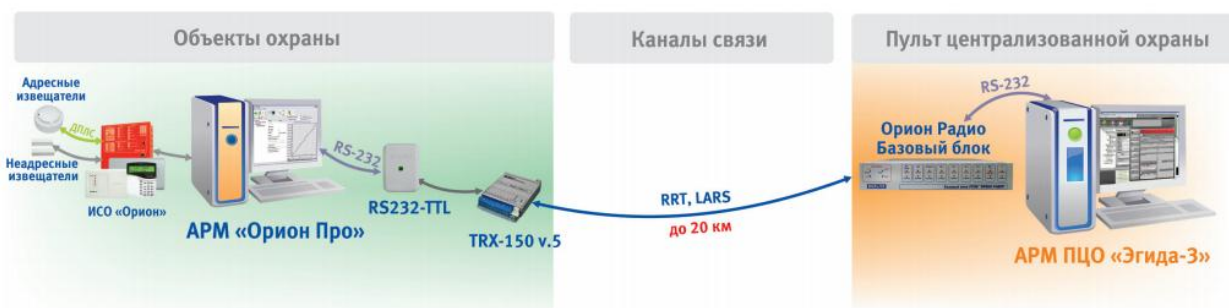 Объекты охраны
Каналы связи
Пульт централизованной охраны
Адресные
извещатели
ДПЛС
Неадресные
извещатели
ИСО «Орион»
АРМ «Орион Про»
RS-232
RS232-TTL
TRX-150 v.5
RRT, LARS
до 20 км
RS-232
Орион Радио
Базовый блок
АРМ ПЦО «Эгида-3»